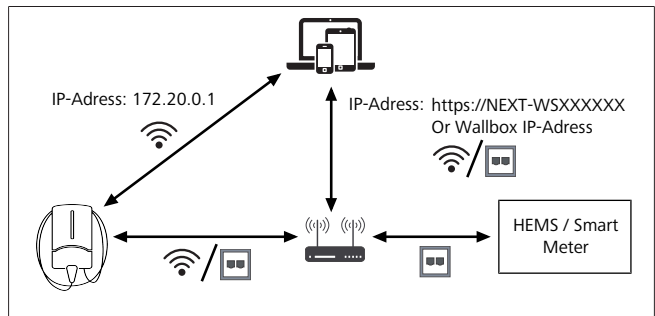 IP-Adress: 172.20.0.1
IP-Adress: https://NEXT-WSXXXXXX
Or Wallbox IP-Adress
HEMS / Smart
Meter